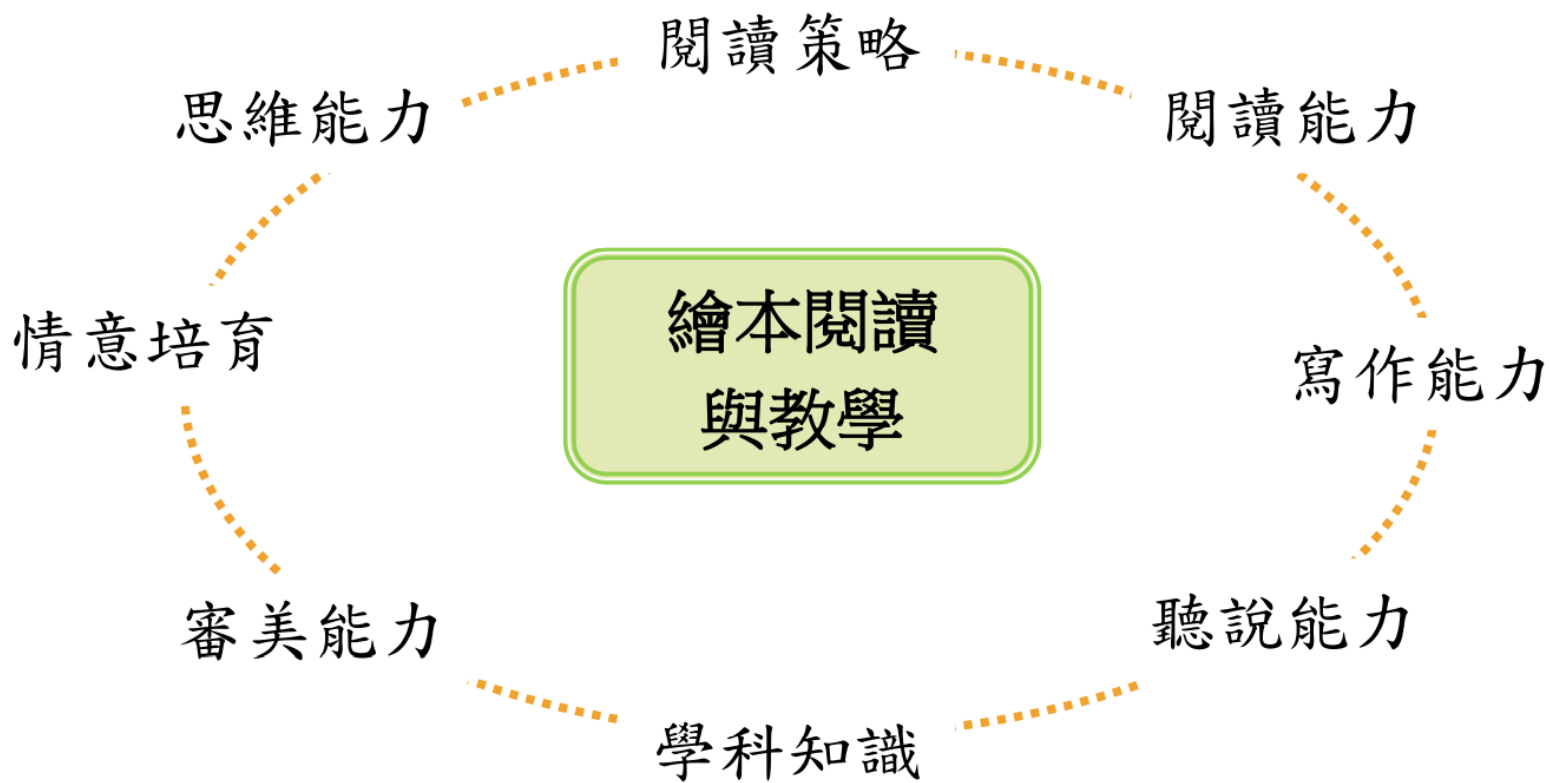 閱讀策略
思維能力
閱讀能力
繪本閱讀
與教學
情意培育
寫作能力
審美能力
聽說能力
學科知識